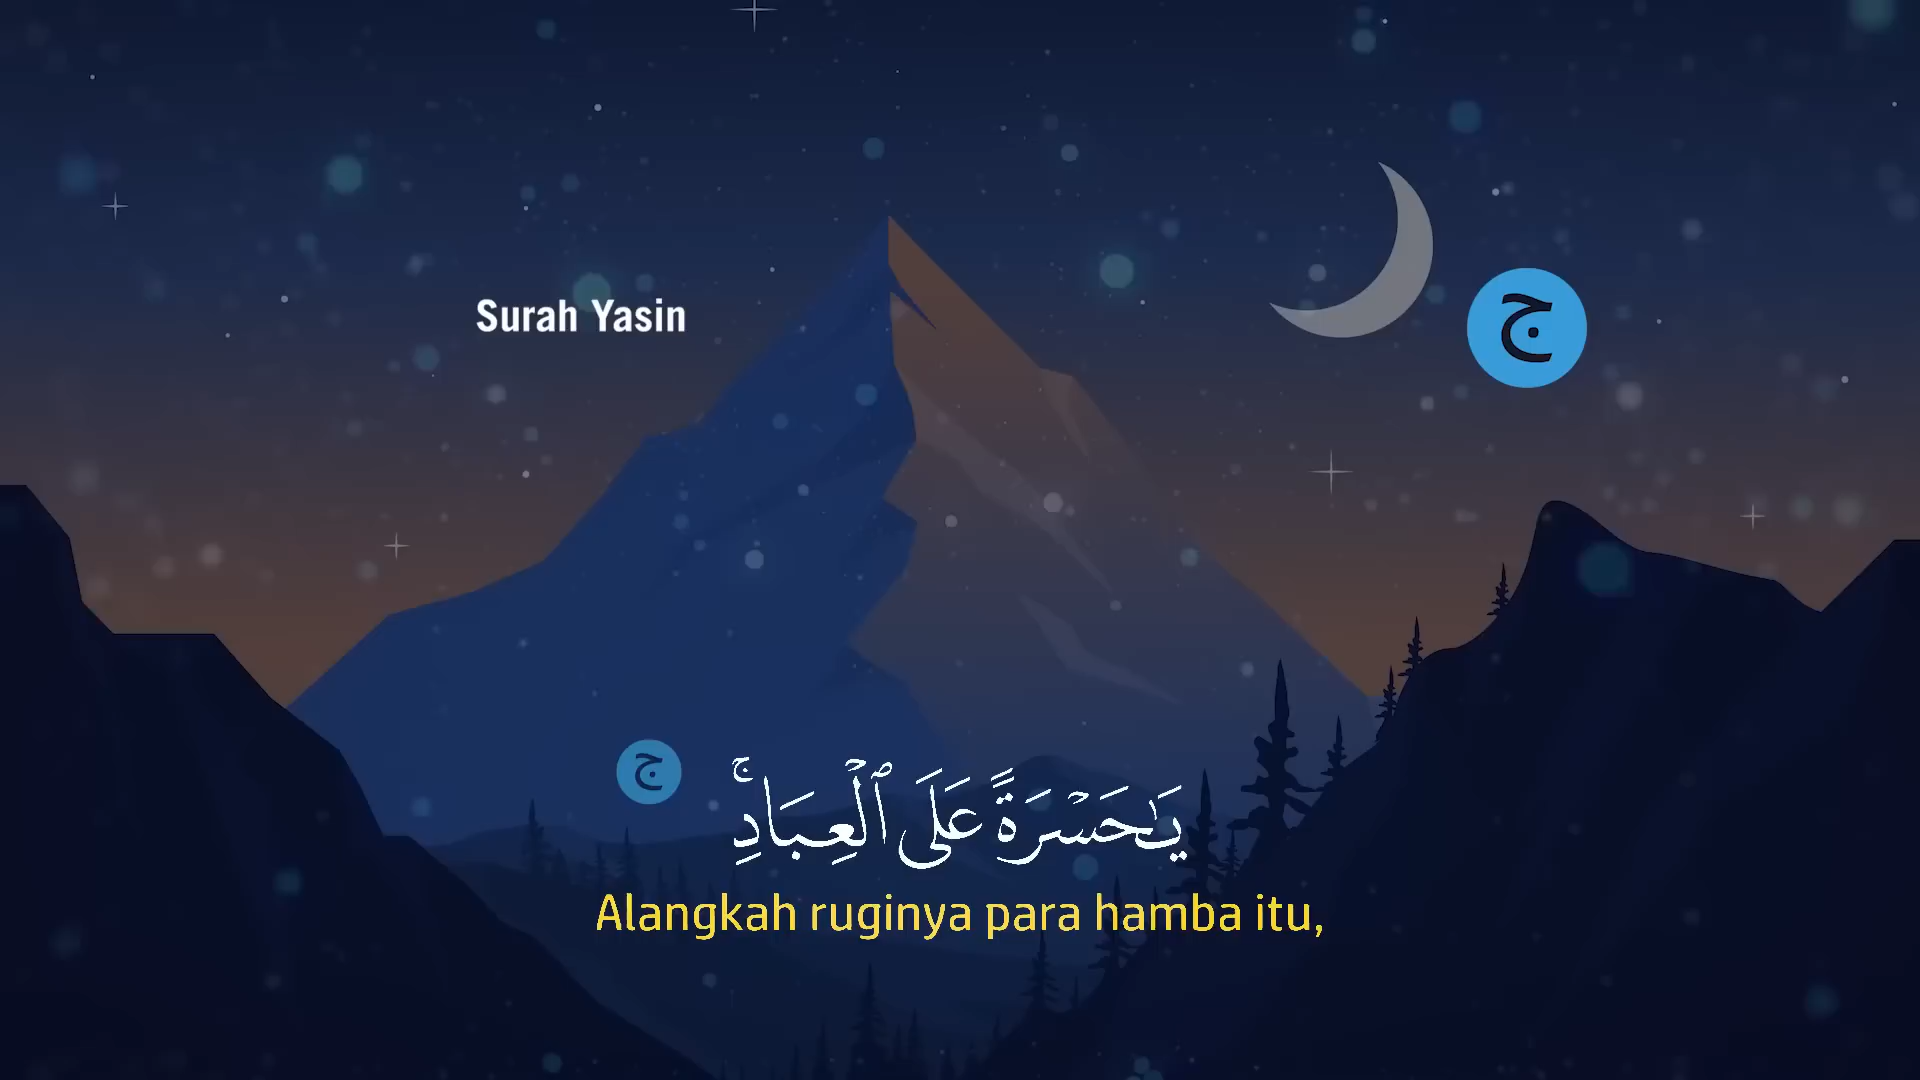 Surah Yasin
ج
ج
يَـٰحَسْرَةً عَلَى ٱلْعِبَادِ ۚ
Alangkah ruginya para hamba itu,